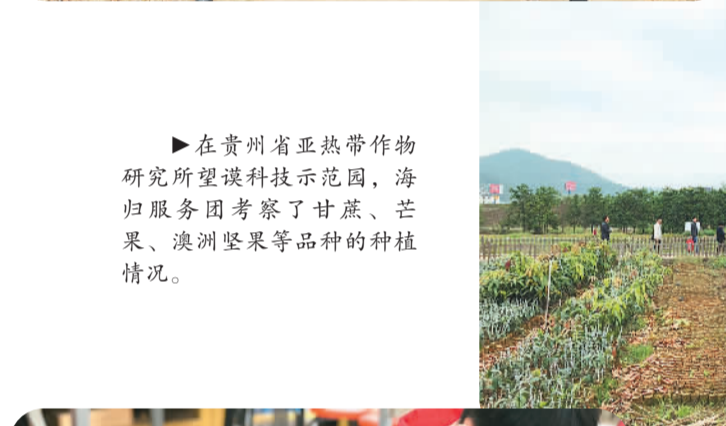 ▶在贵州省亚热带作物
研究所望谟科技示范园，海
归服务团考察了甘蔗、芒
果、澳洲坚果等品种的种植
情况。